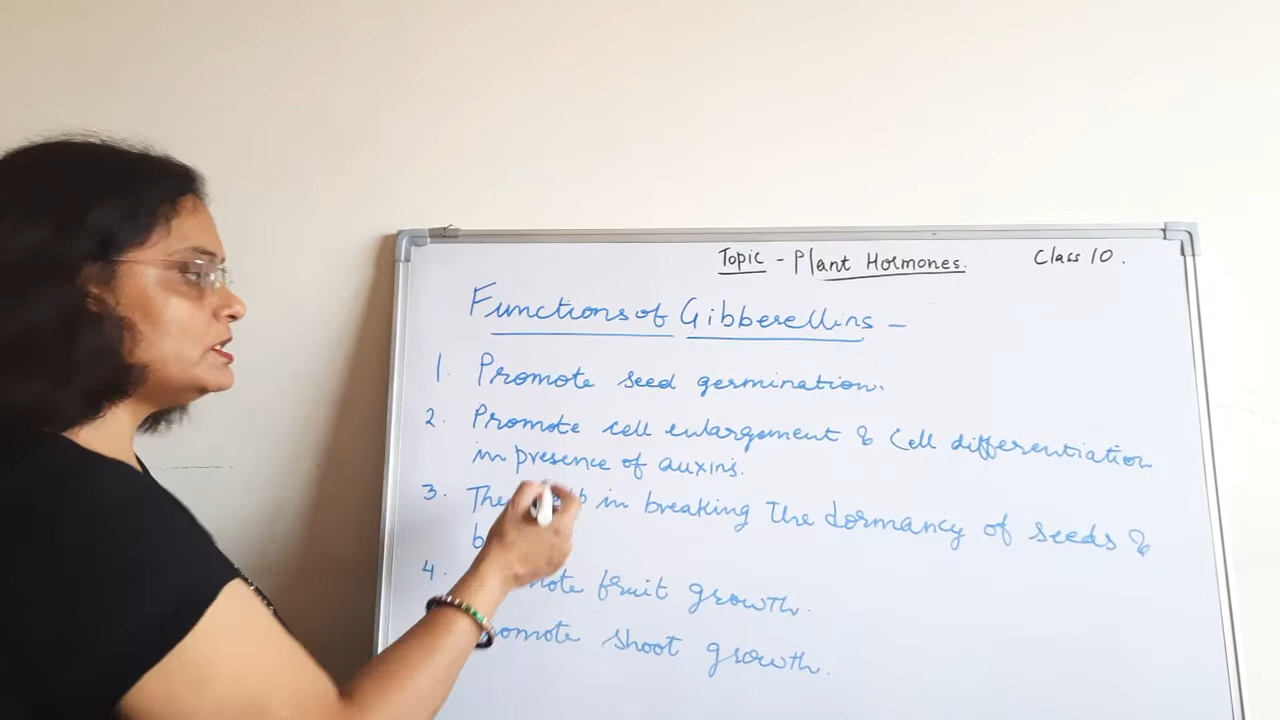 Topic - Plant Hormones. Class 10.
Functions of Gibberellins -
1. Promote seed germination.
2. Promote cell enlargement & Cell differentiation
in presence of auxins.
3. in breaking the dormancy of seeds &
4. fruit growth.
shoot growth.